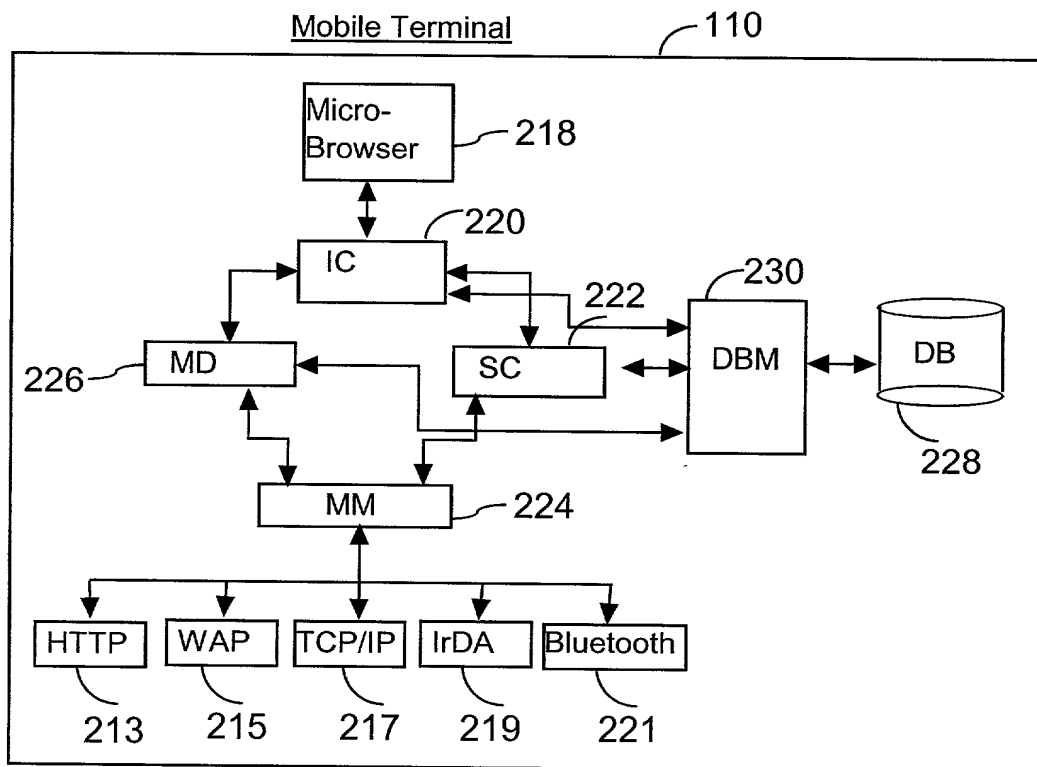 Mobile Terminal
110
Micro-
Browser
218
220
IC
230
222
DBM
DB
226
MD
SC
228
MM
224
HTTP
WAP
TCP/IP
IrDA
Bluetooth
213
215
217
219
221